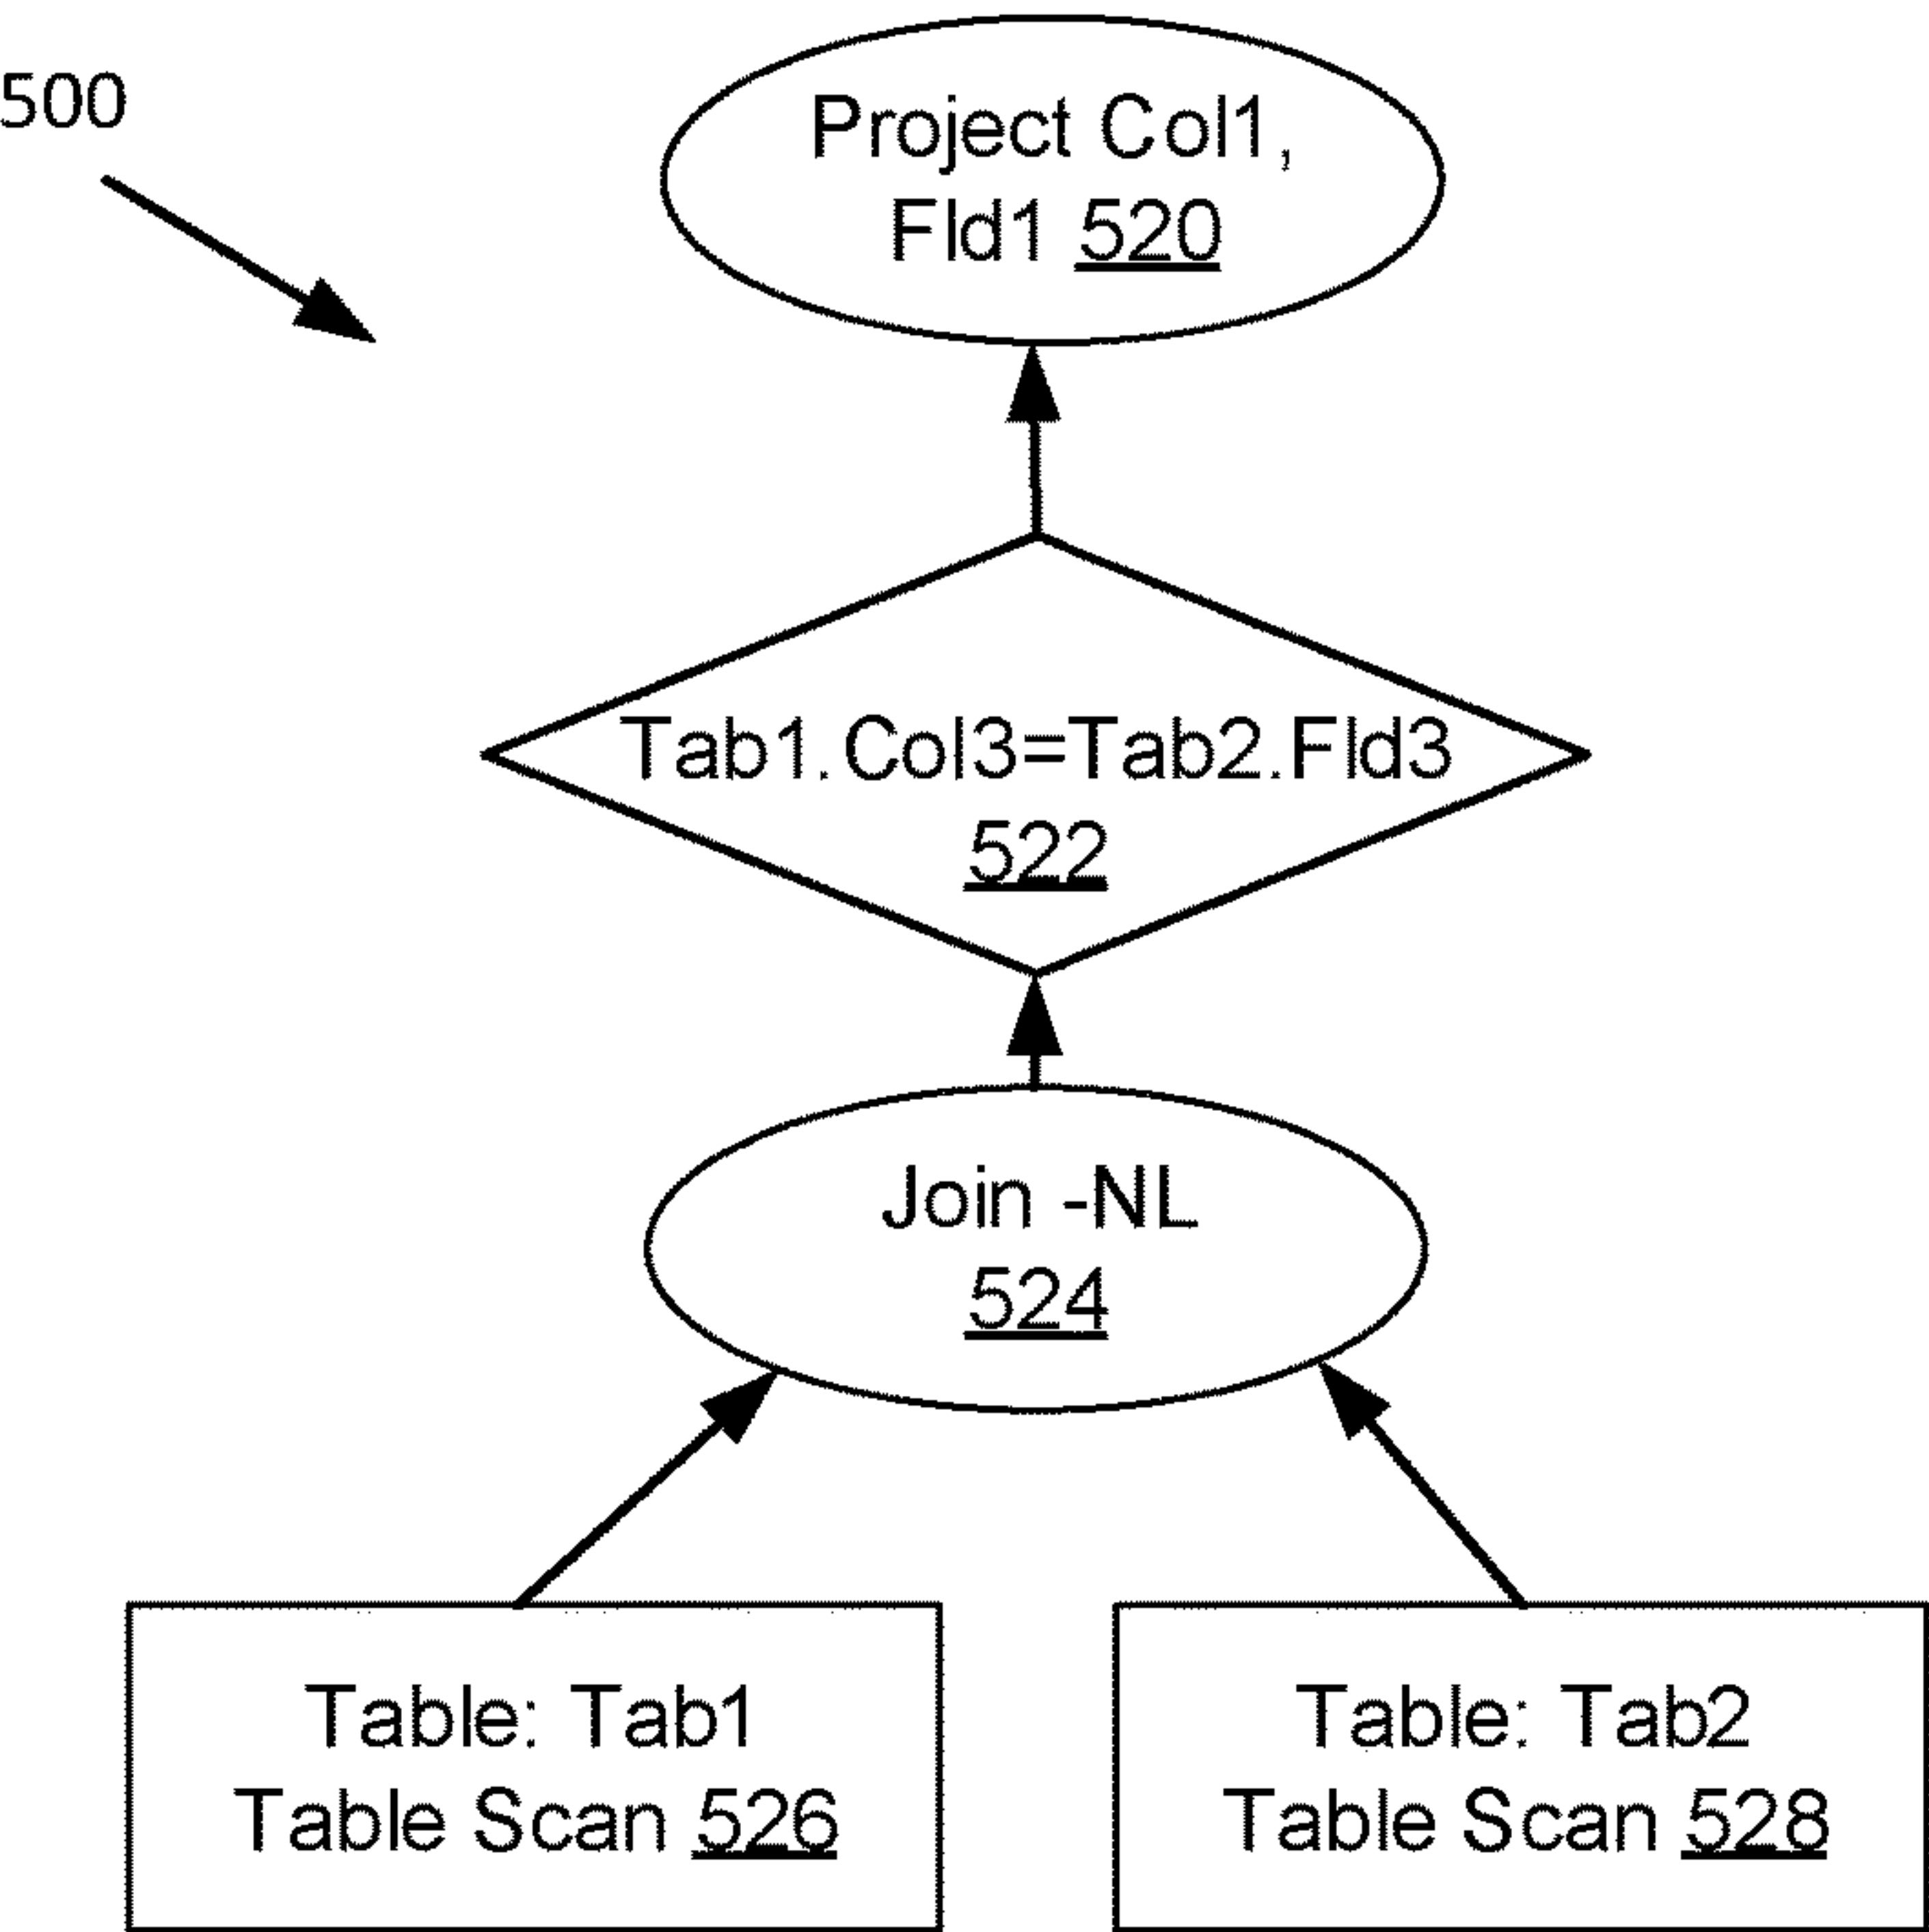 500
Project Col1,
Fld1 520
Tab1.Col3=Tab2.Fld3
522
Join -NL
524
Table: Tab1
Table Scan 526
Table: Tab2
Table Scan 528